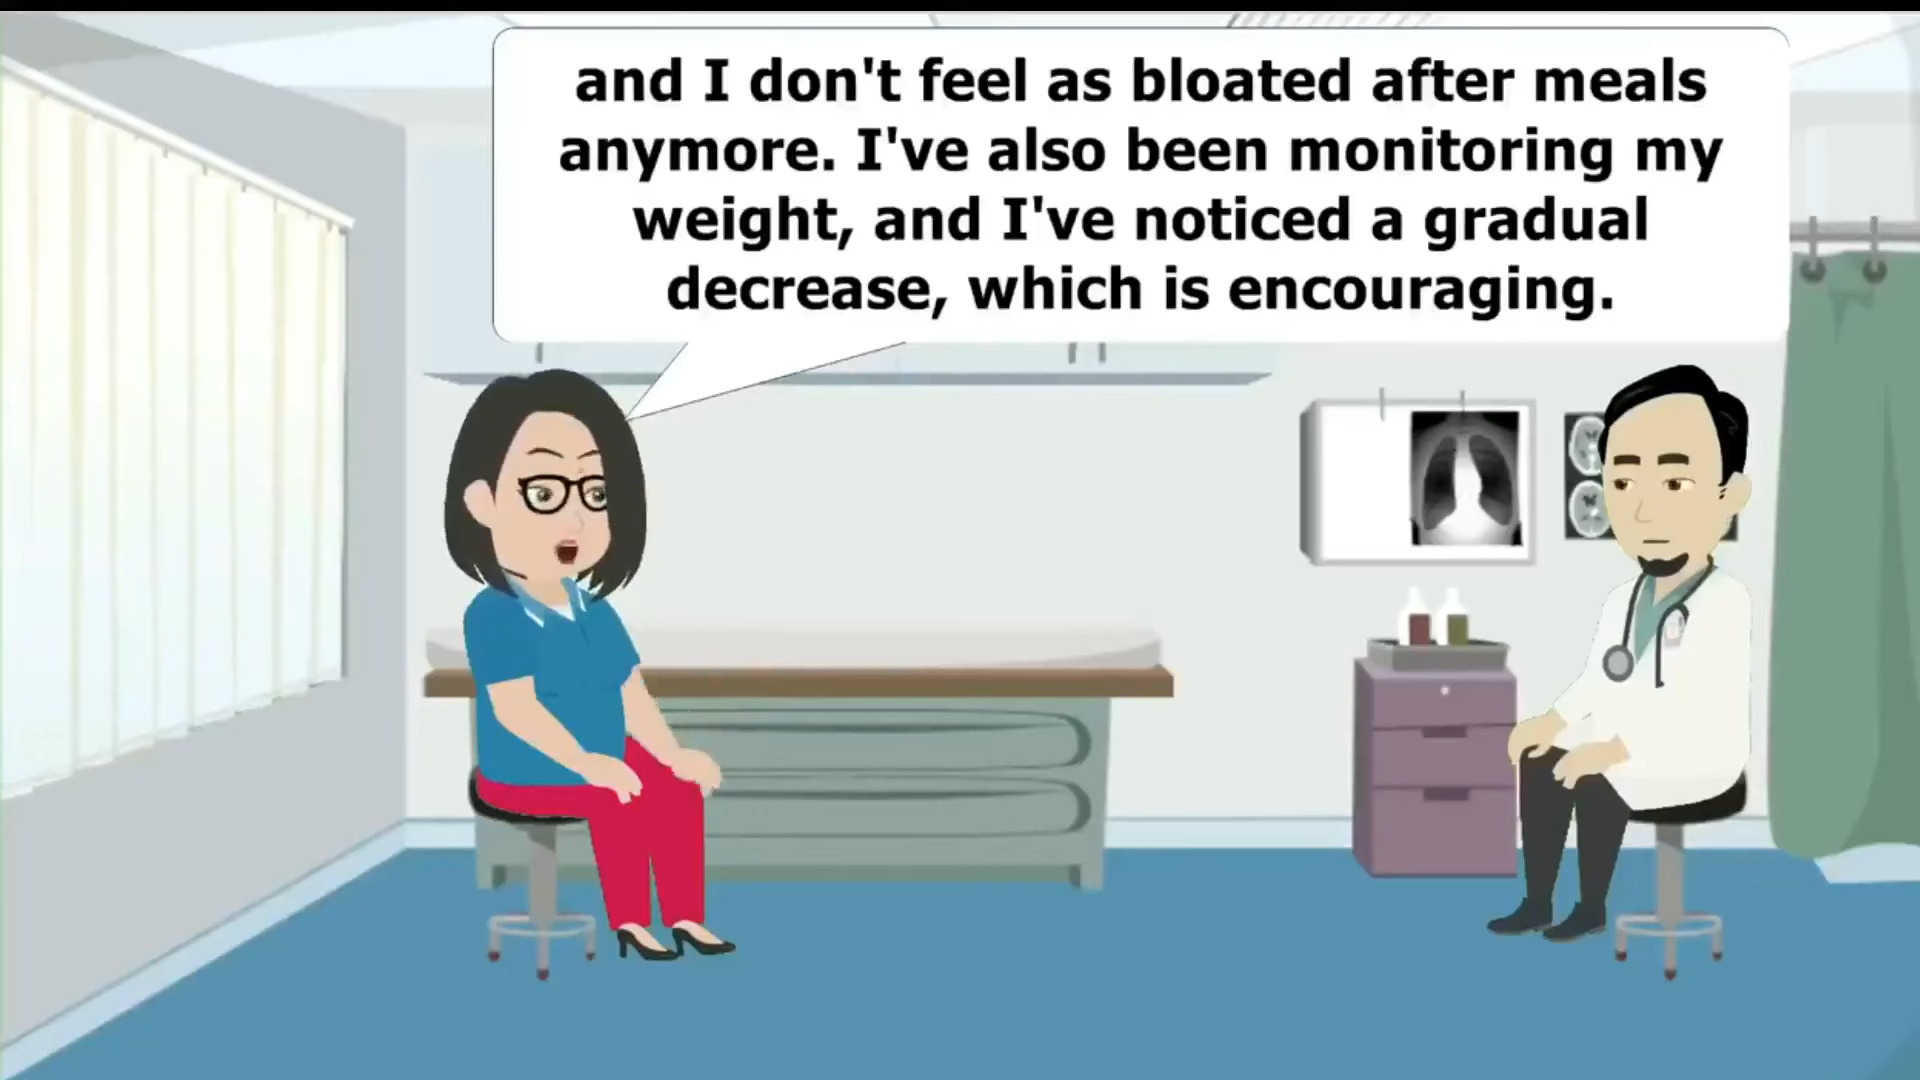 and I don't feel as bloated after meals
anymore. I've also been monitoring my
weight, and I've noticed a gradual
decrease, which is encouraging.